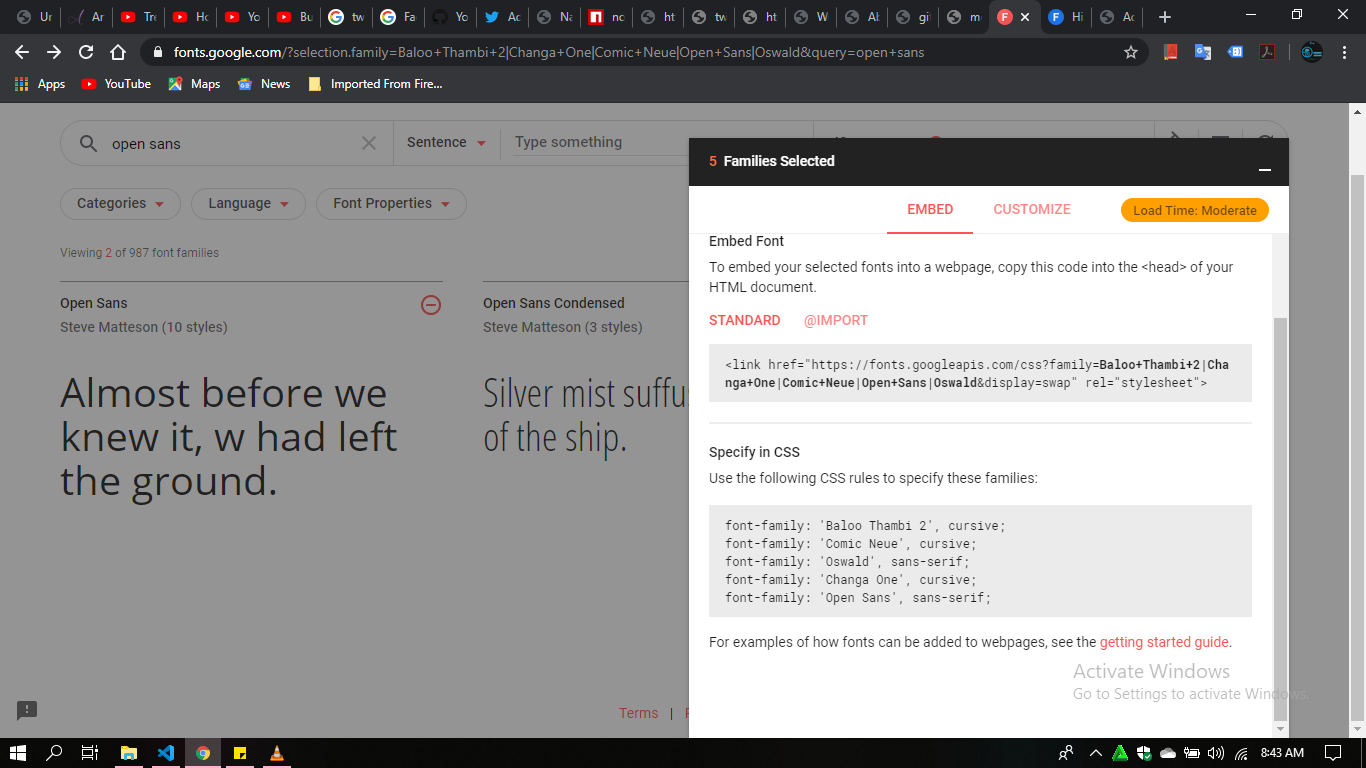 Ur
Ar
Tre
Ho
Yo
Bu
tw
Fa
Yo
Ac
Na
nc
ht
tw
ht
W
Al
git
m
Hi
Ac
fonts.google.com/?selection.family=Baloo+Thambi+2|Changa+One|Comic+Neue|Open+Sans|Oswald&query=open+sans
Apps YouTube Maps News Imported From Fire...
open sans Sentence Type something
5 Families Selected
Categories Language Font Properties
EMBED CUSTOMIZE Load Time: Moderate
Viewing 2 of 987 font families
Open Sans
Steve Matteson (10 styles)
Almost before we
knew it, w had left
the ground.
Open Sans Condensed
Steve Matteson (3 styles)
Silver mist suffu
of the ship.
Embed Font
To embed your selected fonts into a webpage, copy this code into the <head> of your
HTML document.
STANDARD @IMPORT
<link href="https://fonts.googleapis.com/css?family=Baloo+Thambi+2|Cha
nga+One|Comic+Neue|Open+Sans|Oswald&display=swap" rel="stylesheet">
Specify in CSS
Use the following CSS rules to specify these families:
font-family: 'Baloo Thambi 2', cursive;
font-family: 'Comic Neue', cursive;
font-family: 'Oswald', sans-serif;
font-family: 'Changa One', cursive;
font-family: 'Open Sans', sans-serif;
For examples of how fonts can be added to webpages, see the getting started guide.
Activate Windows
Go to Settings to activate Windows.
Terms |
8:43 AM